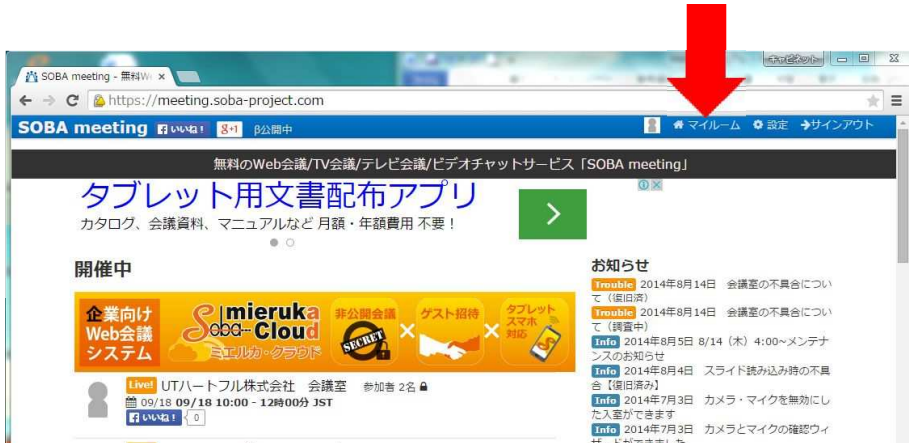 SOBA meeting - 無料W
キャビネット
https://meeting.soba-project.com
SOBA meeting いいね! g+1 β公開中
マイルーム 設定 サインアウト
無料のWeb会議/TV会議/テレビ会議/ビデオチャットサービス「SOBA meeting」
タブレット用文書配布アプリ
カタログ、会議資料、マニュアルなど 月額・年額費用 不要！
開催中
企業向け
Web会議
システム
mieruka
Soba-Cloud
ミエルカ・クラウド
非公開会議
SECRET
×
ゲスト招待
×
タブレット
スマホ
対応
Live! UTハートフル株式会社 会議室 参加者 2名
09/18 09/18 10:00 - 12時00分 JST
いいね! 0
お知らせ
Trouble 2014年8月14日 会議室の不具合につい
て（復旧済）
Trouble 2014年8月14日 会議室の不具合につい
て（調査中）
Info 2014年8月5日 8/14（木）4:00~メンテナ
ンスのお知らせ
Info 2014年8月4日 スライド読み込み時の不具
合【復旧済み】
Info 2014年7月3日 カメラ・マイクを無効にし
た入室ができます
Info 2014年7月3日 カメラとマイクの確認ウィ
ザードができました